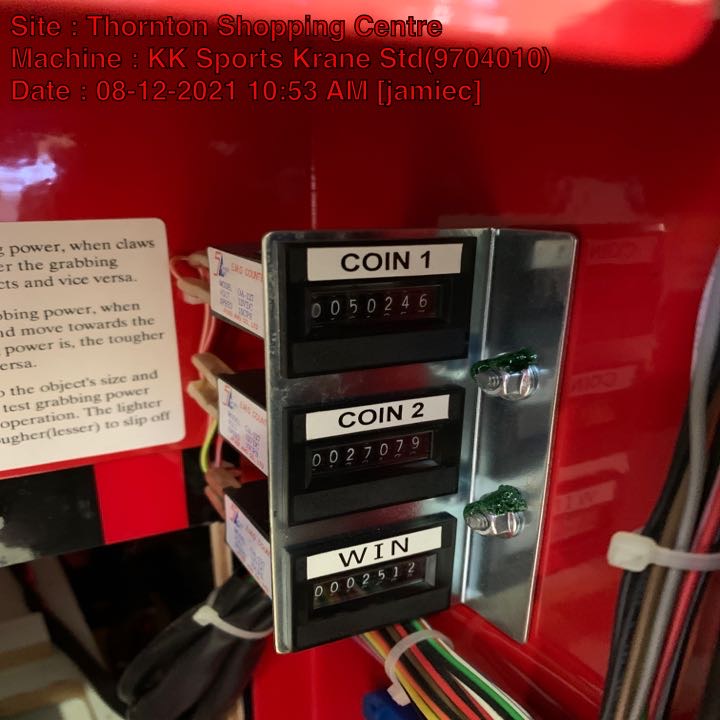 Site : Thornton Shopping Centre
Machine : KK Sports Krane Std(9704010)
Date : 08-12-2021 10:53 AM [jamiec]
g power, when claws
er the grabbing
cts and vice versa.
bbing power, when
nd move towards the
power is, the tougher
ersa.
o the object's size and
test grabbing power
operation. The lighter
ougher(lesser) to slip off
COIN 1
0050246
COIN 2
0027079
WIN
0002512